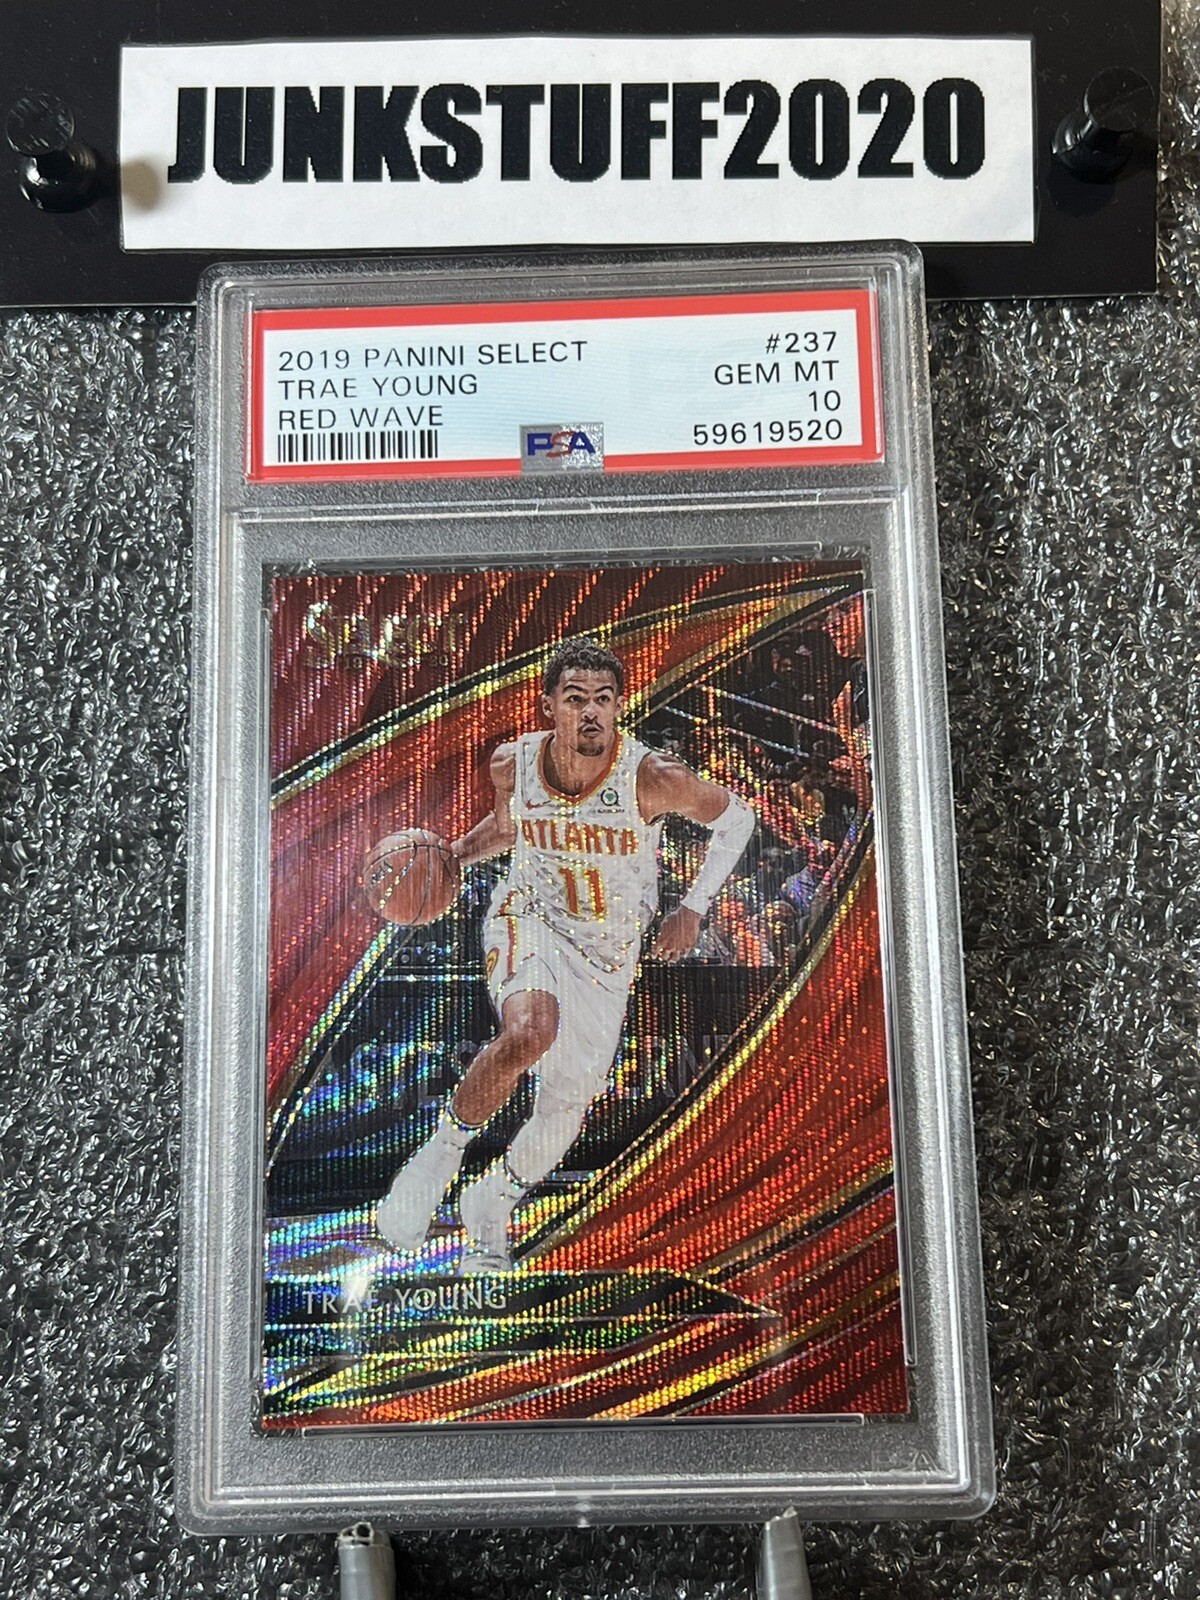 JUNKSTUFF2020
2019 PANINI SELECT #237
TRAE YOUNG GEM MT
RED WAVE 10
PSA 59619520
SELECT
ATLANTA
11
TRAE YOUNG